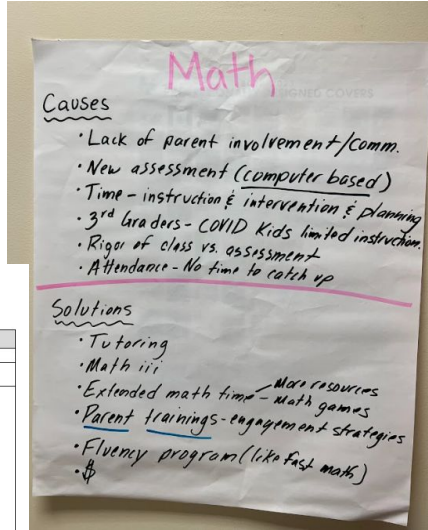 Math
SIGNED COVERS
Causes
• Lack of parent involvement/comm.
• New assessment (computer based)
• Time - instruction & intervention & planning
• 3rd Graders - COVID Kids limited instruction.
• Rigor of class vs. assessment
• Attendance - No time to catch up
Solutions
• Tutoring
• Math iii
• Extended math time - More resources
- Math games
• Parent trainings - engagement strategies
• Fluency program (like Fast math)
• $